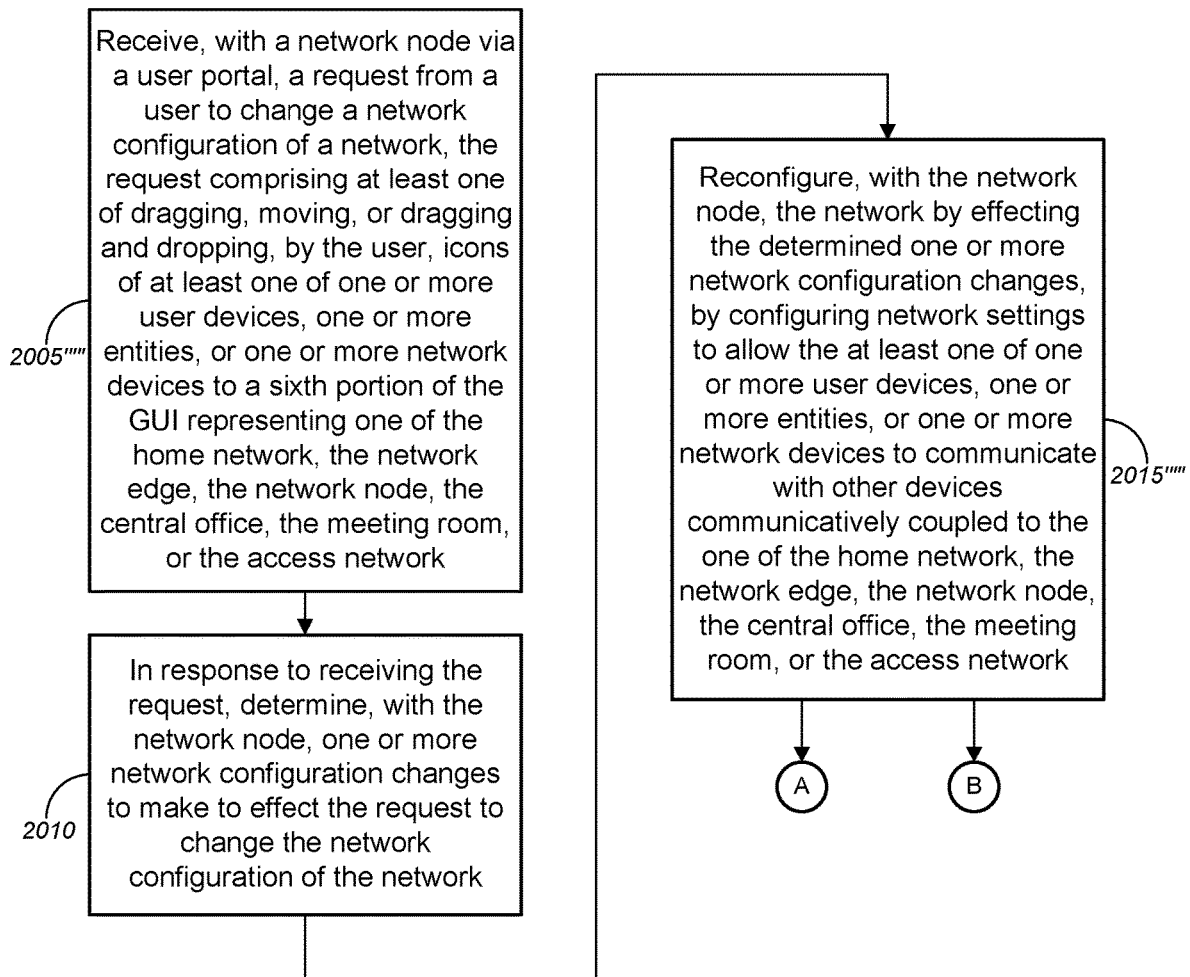 Receive, with a network node via
a user portal, a request from a
user to change a network
configuration of a network, the
request comprising at least one
of dragging, moving, or dragging
and dropping, by the user, icons
of at least one of one or more
user devices, one or more
entities, or one or more network
devices to a sixth portion of the
GUI representing one of the
home network, the network
edge, the network node, the
central office, the meeting room,
or the access network
2005'''''
In response to receiving the
request, determine, with the
network node, one or more
network configuration changes
to make to effect the request to
change the network
configuration of the network
2010
Reconfigure, with the network
node, the network by effecting
the determined one or more
network configuration changes,
by configuring network settings
to allow the at least one of one
or more user devices, one or
more entities, or one or more
network devices to communicate
with other devices
communicatively coupled to the
one of the home network, the
network edge, the network node,
the central office, the meeting
room, or the access network
2015'''''
A
B